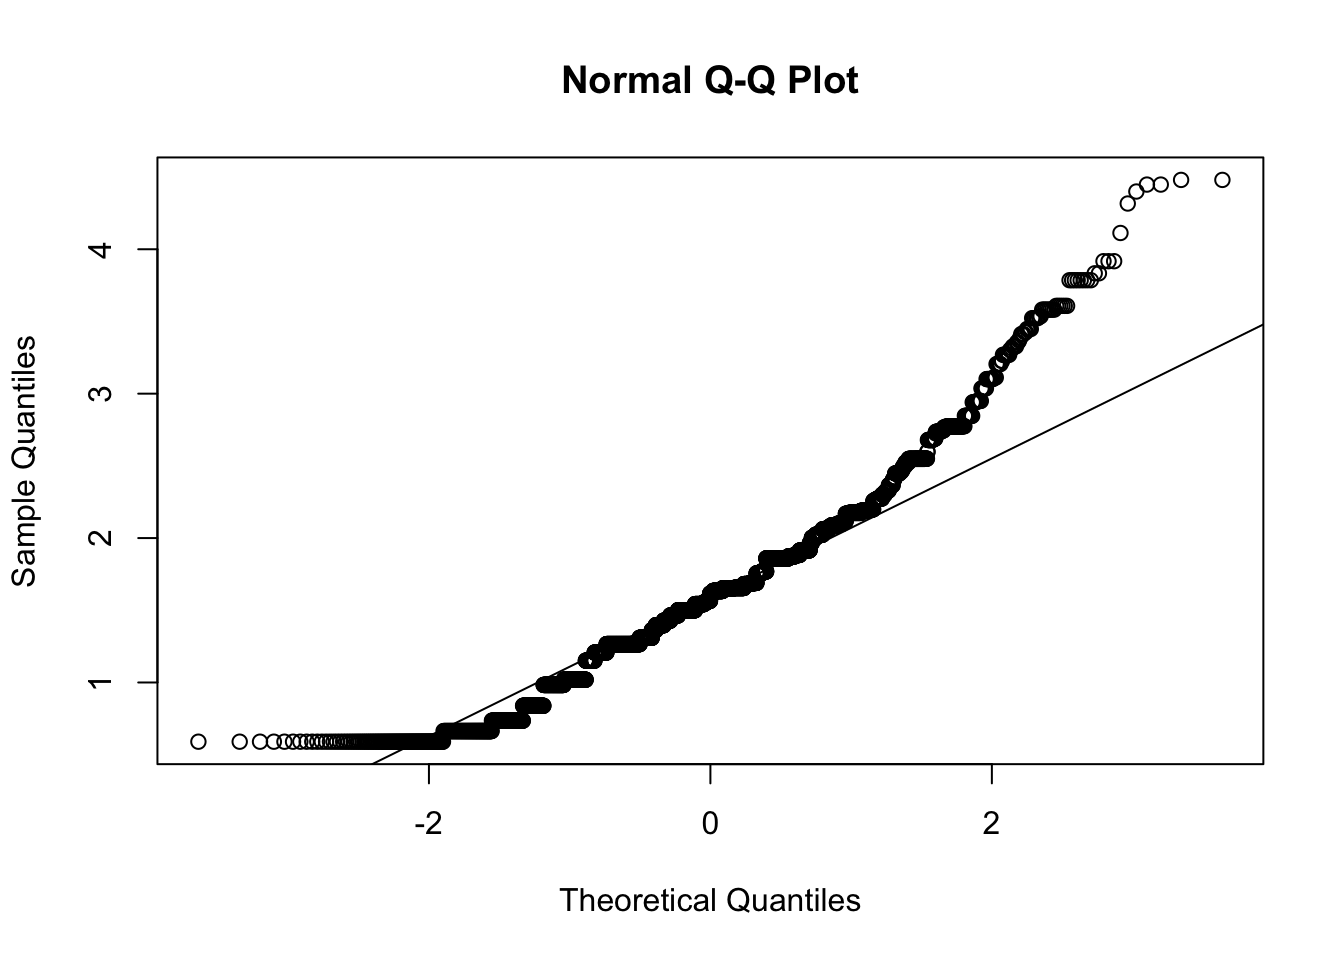 Normal Q-Q Plot
Sample Quantiles
4
3
2
1
-2 0 2
Theoretical Quantiles